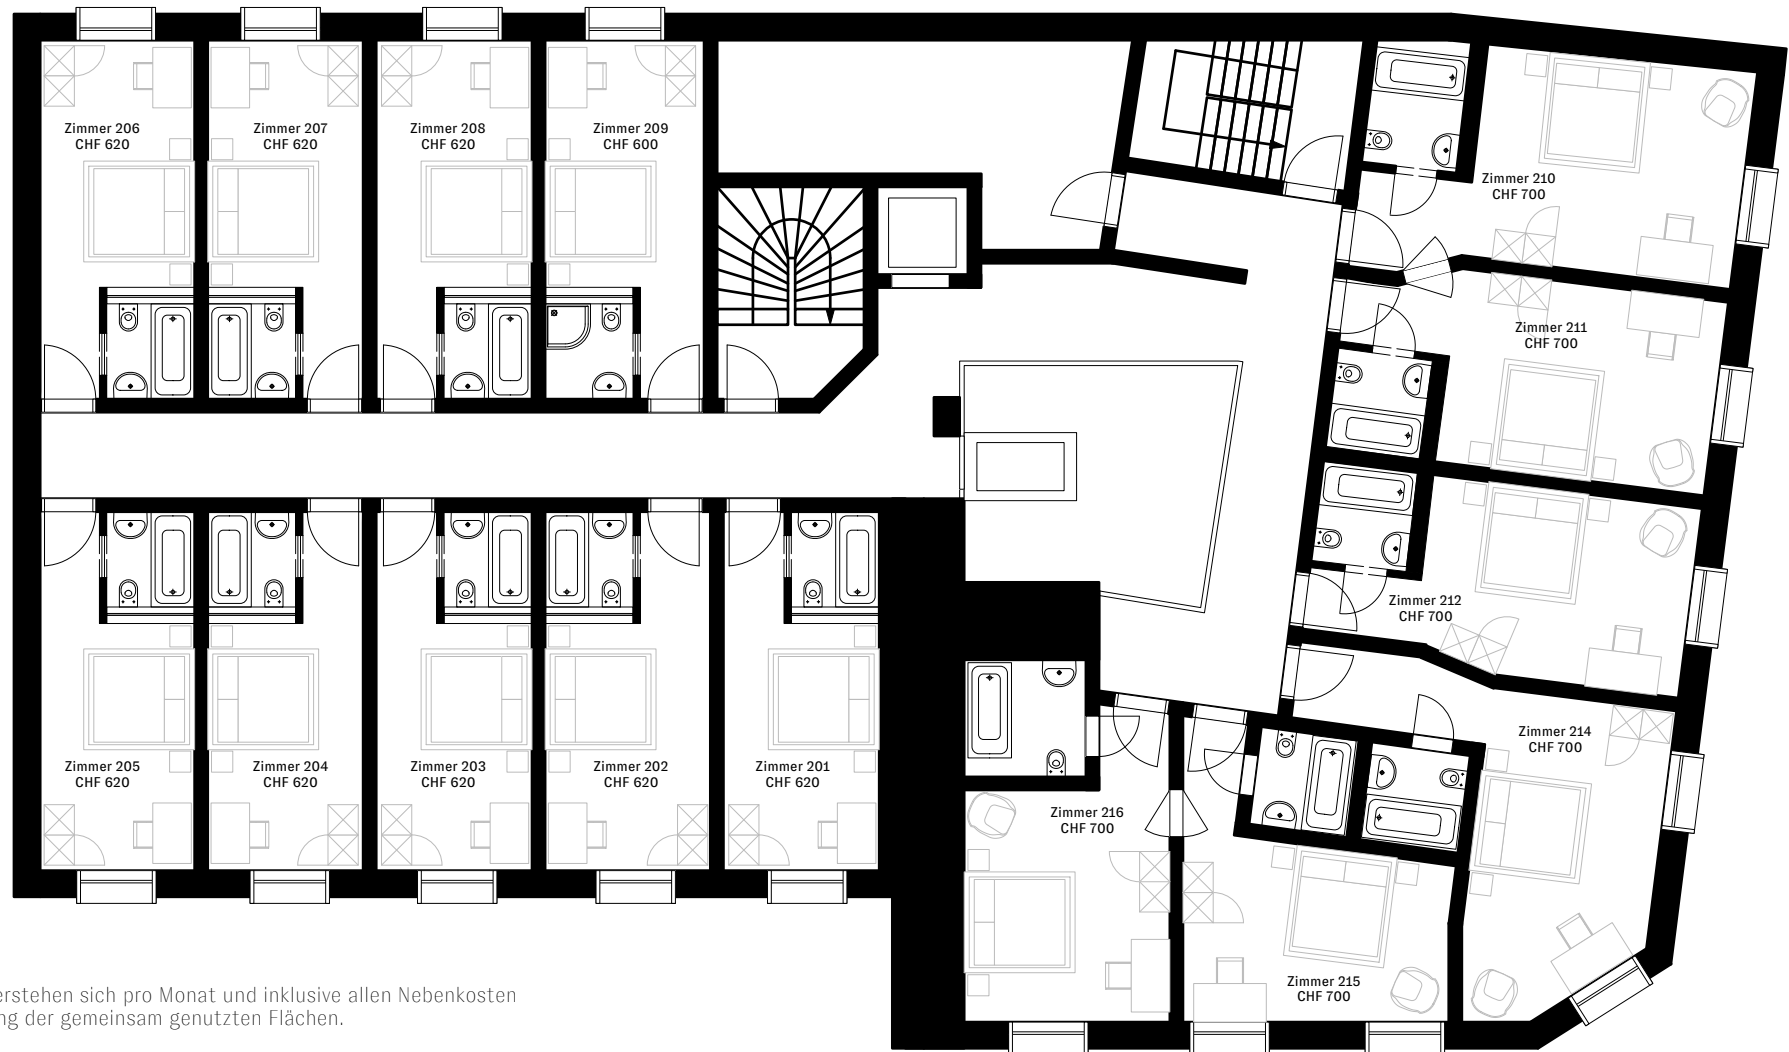 Zimmer 206
CHF 620
Zimmer 207
CHF 620
Zimmer 208
CHF 620
Zimmer 209
CHF 600
Zimmer 210
CHF 700
Zimmer 211
CHF 700
Zimmer 212
CHF 700
Zimmer 214
CHF 700
Zimmer 205
CHF 620
Zimmer 204
CHF 620
Zimmer 203
CHF 620
Zimmer 202
CHF 620
Zimmer 201
CHF 620
Zimmer 216
CHF 700
Zimmer 215
CHF 700
erstehen sich pro Monat und inklusive allen Nebenkosten
ng der gemeinsam genutzten Flächen.